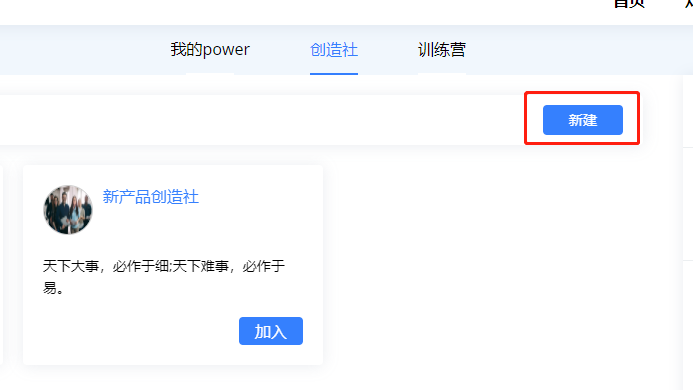 首页
我的power
创造社
训练营
新建
新产品创造社
天下大事，必作于细;天下难事，必作于
易。
加入